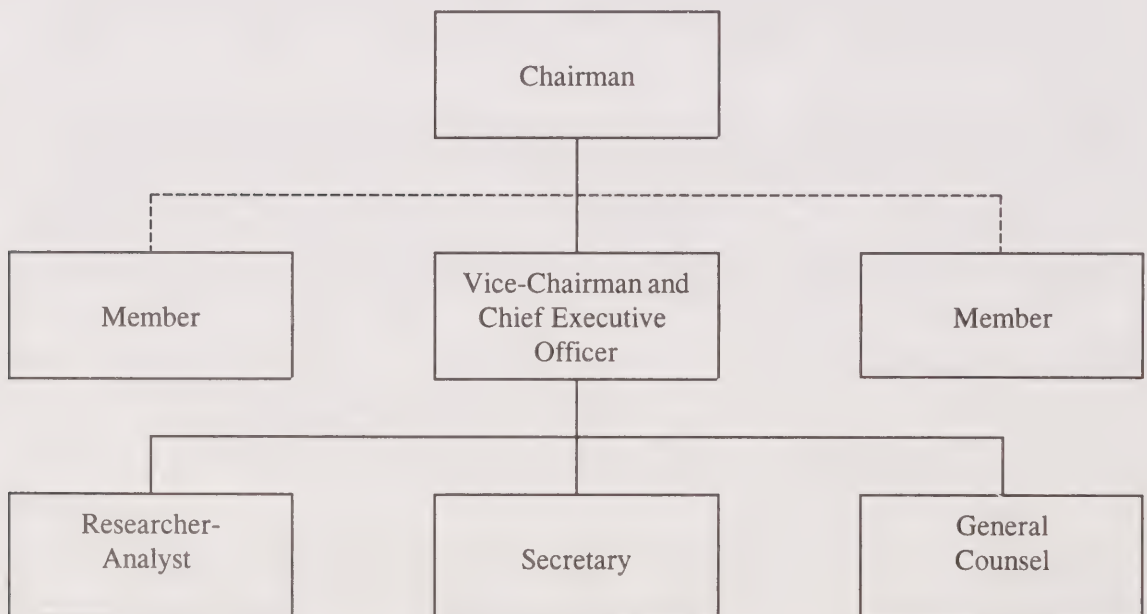 Chairman
Member
Vice-Chairman and
Chief Executive
Officer
Member
Researcher-
Analyst
Secretary
General
Counsel